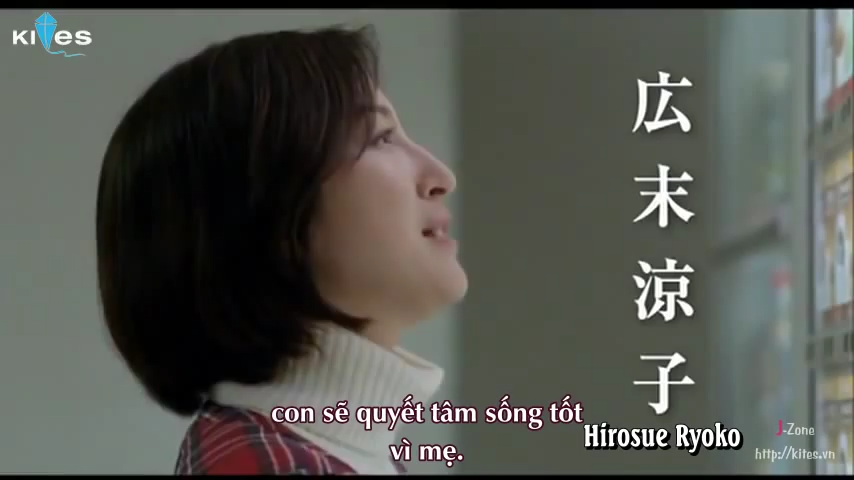 KITES
広末涼子
con sẽ quyết tâm sống tốt
vì mẹ.
Hirosue Ryoko
J-Zone
http://kites.vn